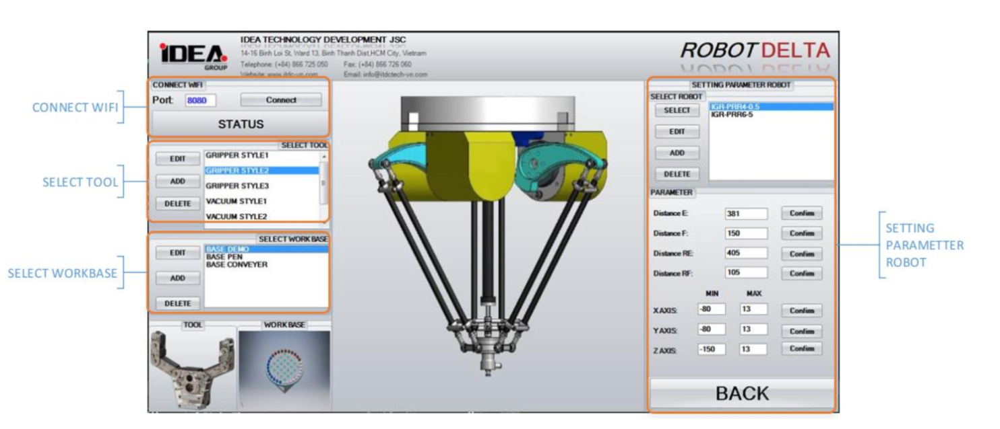 IDEA TECHNOLOGY DEVELOPMENT JSC
14-16 Binh Loi St, Ward 13, Binh Thanh Dist,HCM City, Vietnam
Telephone: (+84) 866 725 050 Fax: (+84) 866 726 060
Website: www.itdc-vn.com Email: info@itdctech-vn.com
iDEA.
GROUP
ROBOT DELTA
CONNECT WIFI
CONNECT WIFI
Port: 8080 Connect
STATUS
SELECT TOOL
SELECT TOOL
EDIT
ADD
DELETE
GRIPPER STYLE1
GRIPPER STYLE2
GRIPPER STYLE3
VACUUM STYLE1
VACUUM STYLE2
SELECT WORKBASE
SELECT WORK BASE
EDIT
ADD
DELETE
BASE DEMO
BASE PEN
BASE CONVEYER
TOOL
WORK BASE
SETTING PARAMETER ROBOT
SELECT ROBOT
SELECT
EDIT
ADD
DELETE
IGR-PRR4-0.5
IGR-PRR6-5
PARAMETER
Distance E: 381 Confirm
Distance F: 150 Confirm
Distance RE: 405 Confirm
Distance RF: 105 Confirm
MIN MAX
X AXIS: -80 13 Confirm
Y AXIS: -80 13 Confirm
Z AXIS: -150 13 Confirm
BACK
SETTING
PARAMETTER
ROBOT